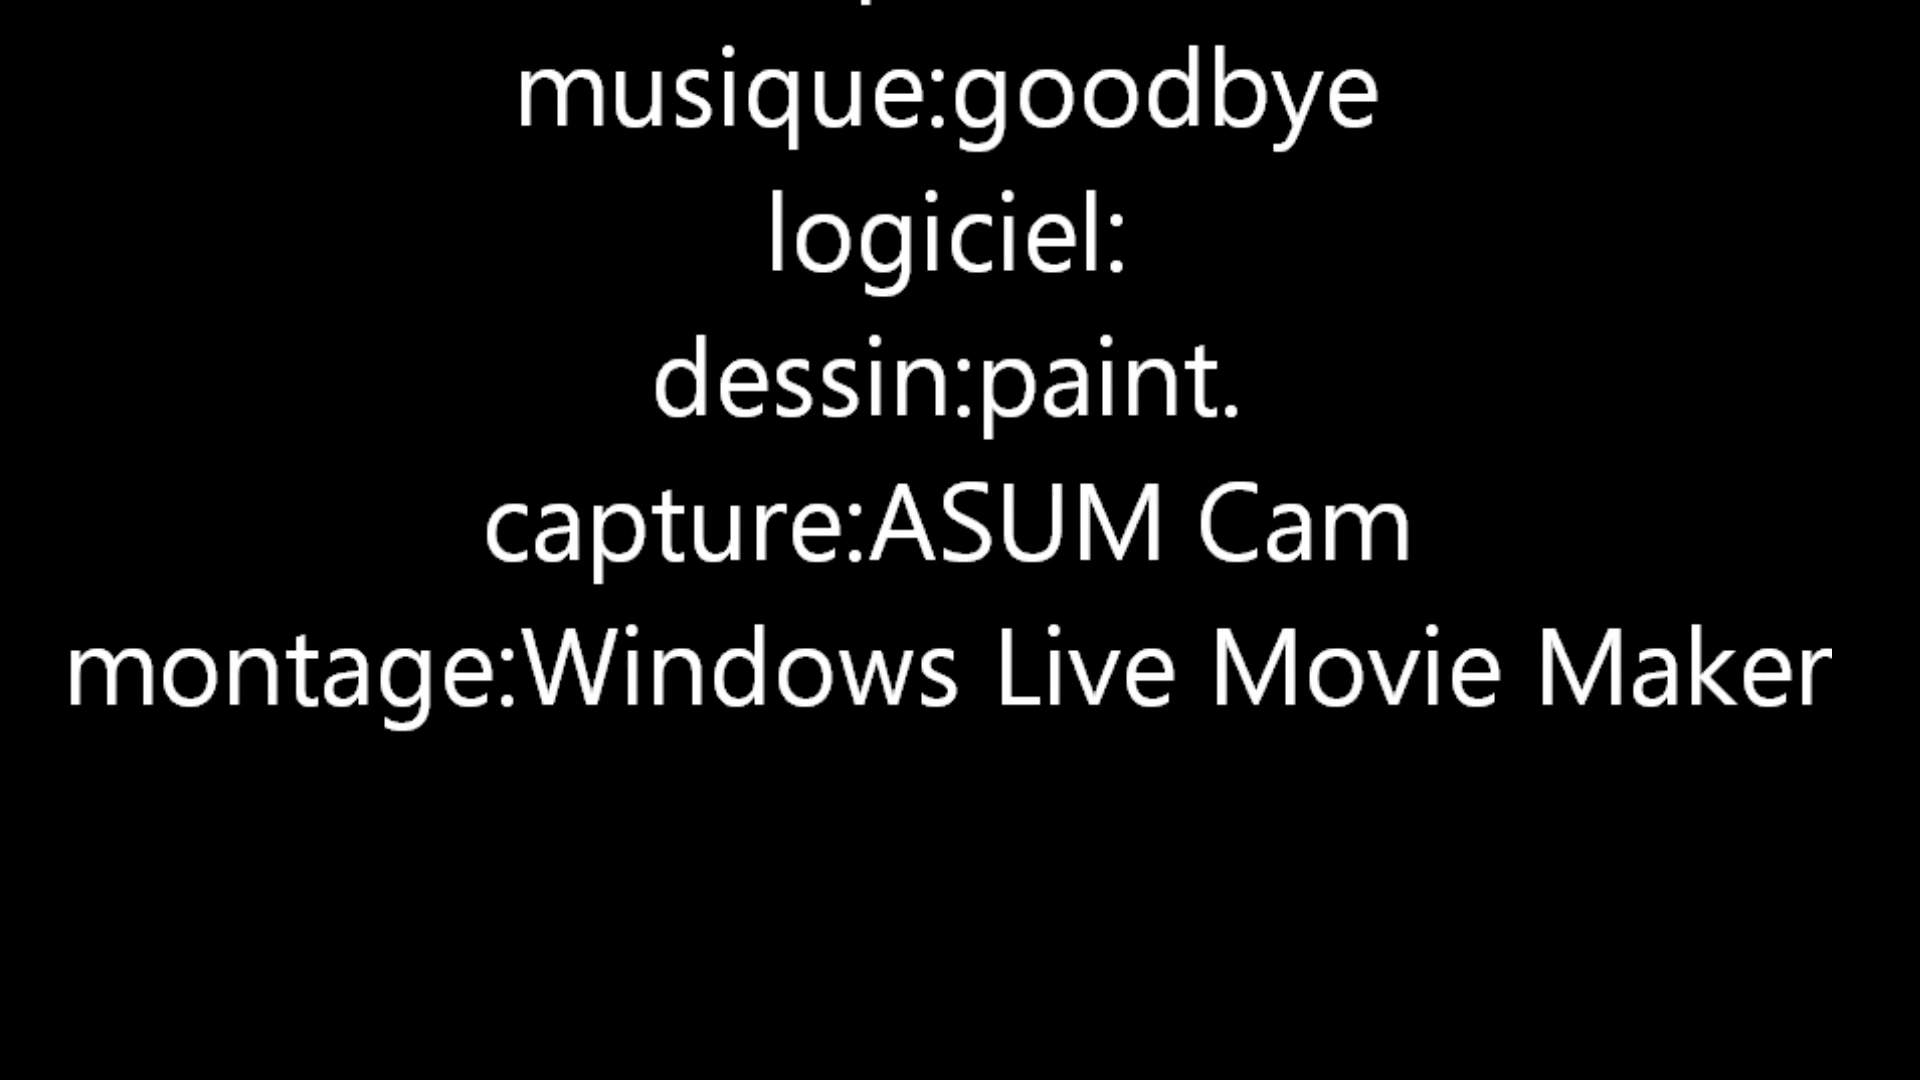 musique:goodbye
logiciel:
dessin:paint.
capture:ASUM Cam
montage:Windows Live Movie Maker